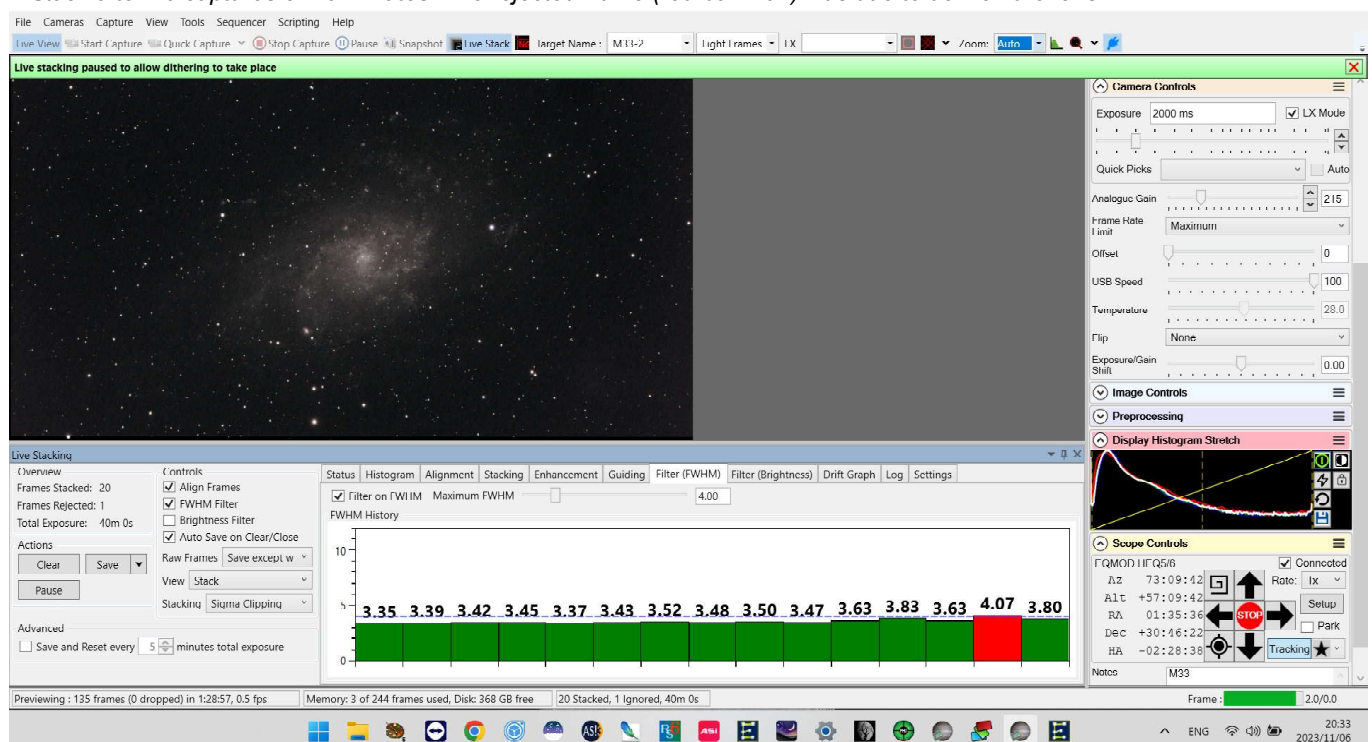 File Cameras Capture View Tools Sequencer Scripting Help
Live View Start Capture Quick Capture Stop Capture Pause Snapshot Live Stack Target Name : M33-2 Light Frames LX Zoom: Auto
Live stacking paused to allow dithering to take place
Camera Controls
Exposure 2000 ms LX Mode
Quick Picks Auto
Analogue Gain 215
Frame Rate Limit Maximum
Offset 0
USB Speed 100
Temperature 28.0
Flip None
Exposure/Gain Shift 0.00
Image Controls
Preprocessing
Display Histogram Stretch
Live Stacking
Overview
Frames Stacked: 20
Frames Rejected: 1
Total Exposure: 40m 0s
Actions
Clear Save
Pause
Advanced
Save and Reset every 5 minutes total exposure
Controls
Align Frames
FWHM Filter
Brightness Filter
Auto Save on Clear/Close
Raw Frames Save except w
View Stack
Stacking Sigma Clipping
Status Histogram Alignment Stacking Enhancement Guiding Filter (FWHM) Filter (Brightness) Drift Graph Log Settings
Filter on FWHM Maximum FWHM 4.00
FWHM History
10
5
0
3.35 3.39 3.42 3.45 3.37 3.43 3.52 3.48 3.50 3.47 3.63 3.83 3.63 4.07 3.80
Scope Controls
EQMOD HEQ5/6 Connected
Az 73:09:42 Rate: 1x
Alt +57:09:42 Setup
RA 01:35:36 STOP Park
Dec +30:46:22
HA -02:28:38 Tracking
Notes M33
Previewing : 135 frames (0 dropped) in 1:28:57, 0.5 fps Memory: 3 of 244 frames used, Disk: 368 GB free 20 Stacked, 1 Ignored, 40m 0s Frame : 2.0/0.0
ASI ASI ENG 20:33
2023/11/06